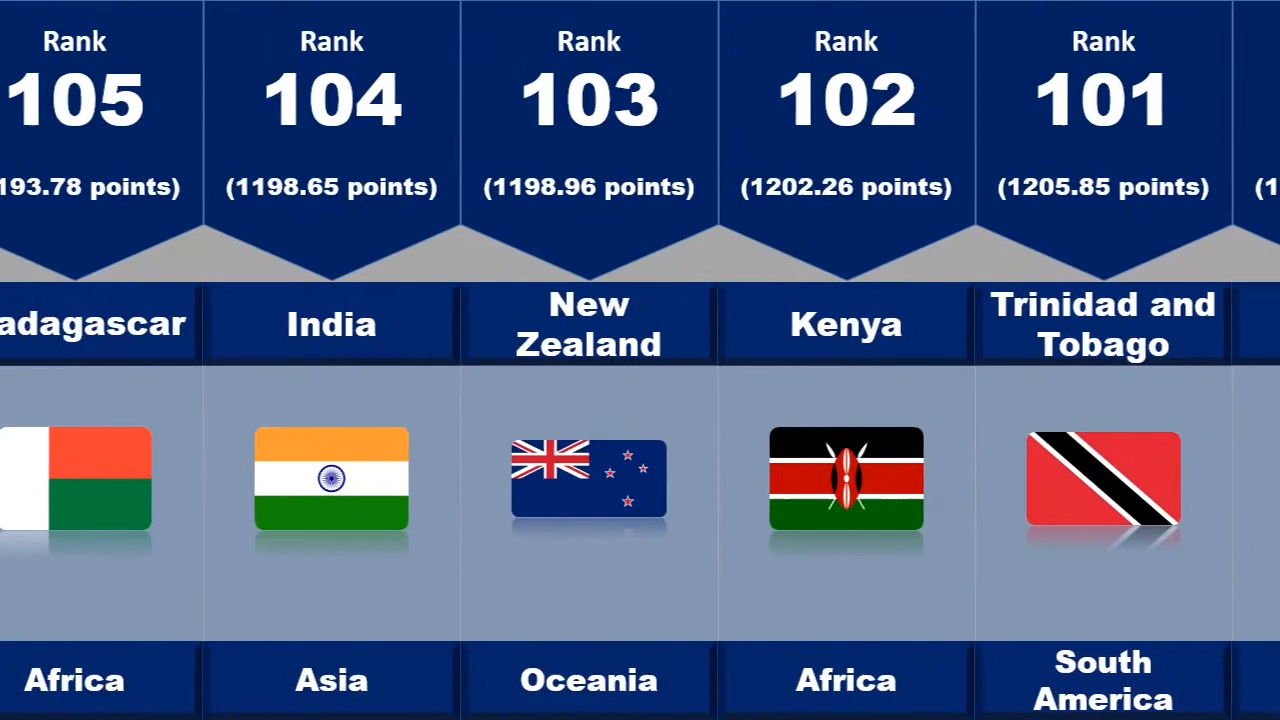 Rank
105
193.78 points)
adagascar
Africa
Rank
104
(1198.65 points)
India
Asia
Rank
103
(1198.96 points)
New
Zealand
Oceania
Rank
102
(1202.26 points)
Kenya
Africa
Rank
101
(1205.85 points)
Trinidad and
Tobago
South
America
(1